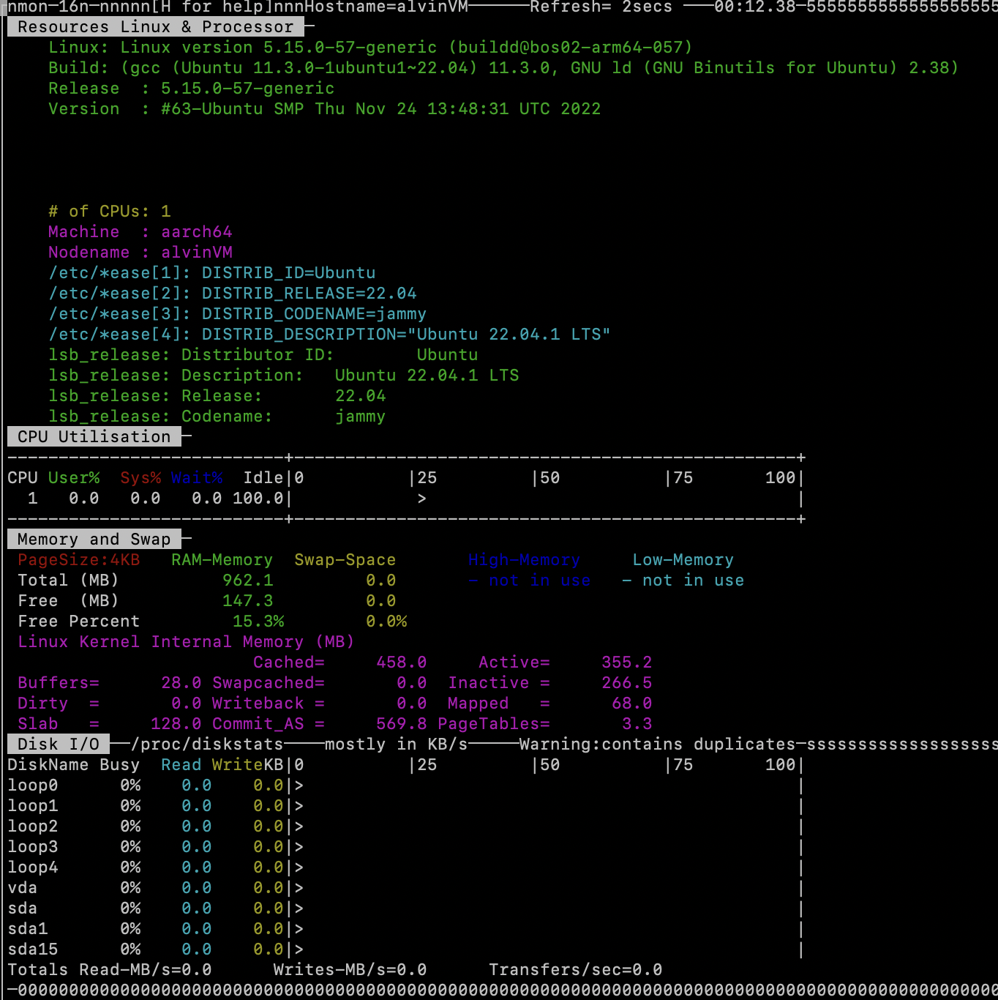 nmon─16n─nnnnn[H for help]nnnHostname=alvinVM──────Refresh= 2secs ───00:12.38─5555555555555555555
 Resources Linux & Processor ─
    Linux: Linux version 5.15.0-57-generic (buildd@bos02-arm64-057)
    Build: (gcc (Ubuntu 11.3.0-1ubuntu1~22.04) 11.3.0, GNU ld (GNU Binutils for Ubuntu) 2.38)
    Release  : 5.15.0-57-generic
    Version  : #63-Ubuntu SMP Thu Nov 24 13:48:31 UTC 2022
    # of CPUs: 1
    Machine  : aarch64
    Nodename : alvinVM
    /etc/*ease[1]: DISTRIB_ID=Ubuntu
    /etc/*ease[2]: DISTRIB_RELEASE=22.04
    /etc/*ease[3]: DISTRIB_CODENAME=jammy
    /etc/*ease[4]: DISTRIB_DESCRIPTION="Ubuntu 22.04.1 LTS"
    lsb_release: Distributor ID:        Ubuntu
    lsb_release: Description:   Ubuntu 22.04.1 LTS
    lsb_release: Release:       22.04
    lsb_release: Codename:      jammy
 CPU Utilisation ─
---------------------------+-------------------------------------------------+
CPU User%  Sys% Wait%  Idle|0          |25         |50          |75       100|
  1   0.0   0.0   0.0 100.0|            >                                    |
---------------------------+-------------------------------------------------+
 Memory and Swap ─
 PageSize:4KB   RAM-Memory  Swap-Space       High-Memory     Low-Memory
 Total (MB)          962.1         0.0       - not in use   - not in use
 Free  (MB)          147.3         0.0
 Free Percent         15.3%        0.0%
 Linux Kernel Internal Memory (MB)
                        Cached=     458.0     Active=     355.2
 Buffers=      28.0 Swapcached=       0.0  Inactive =     266.5
 Dirty  =       0.0 Writeback =       0.0  Mapped   =      68.0
 Slab   =     128.0 Commit_AS =     569.8 PageTables=       3.3
 Disk I/O ──/proc/diskstats────mostly in KB/s─────Warning:contains duplicates─sssssssssssssssssss
DiskName Busy  Read WriteKB|0          |25         |50          |75       100|
loop0      0%    0.0    0.0|>                                                |
loop1      0%    0.0    0.0|>                                                |
loop2      0%    0.0    0.0|>                                                |
loop3      0%    0.0    0.0|>                                                |
loop4      0%    0.0    0.0|>                                                |
vda        0%    0.0    0.0|>                                                |
sda        0%    0.0    0.0|>                                                |
sda1       0%    0.0    0.0|>                                                |
sda15      0%    0.0    0.0|>                                                |
Totals Read-MB/s=0.0      Writes-MB/s=0.0      Transfers/sec=0.0
─000000000000000000000000000000000000000000000000000000000000000000000000000000000000000000000000